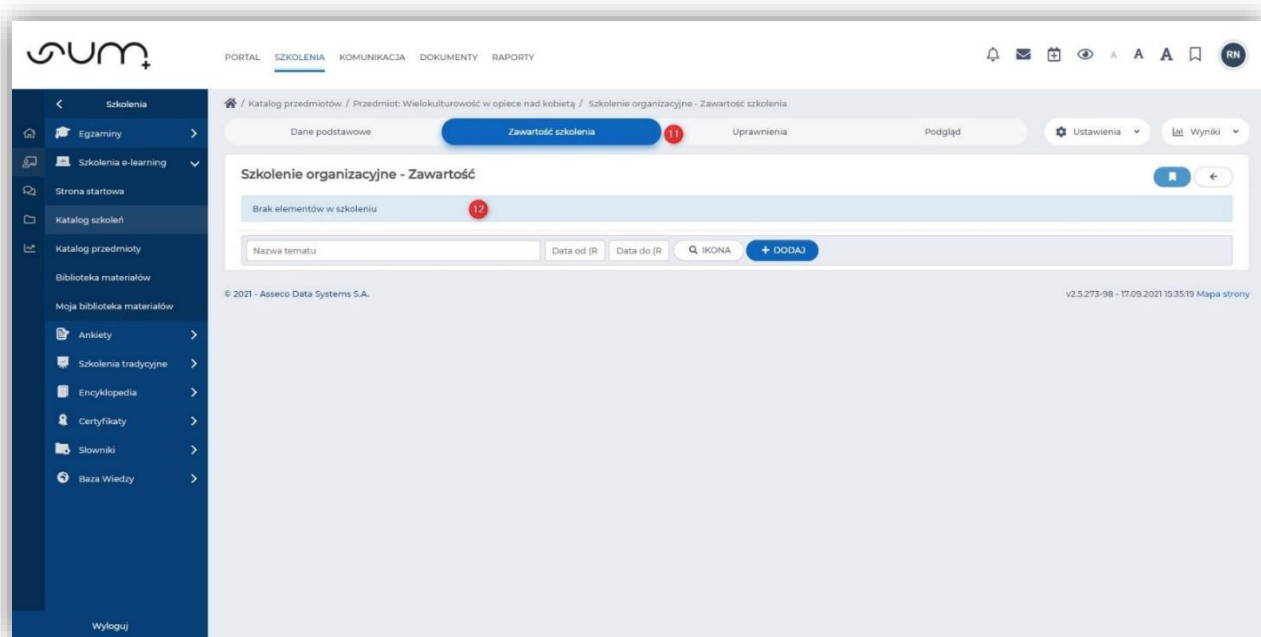 sum+
PORTAL SZKOLENIA KOMUNIKACJA DOKUMENTY RAPORTY
A A A
RN
Szkolenia
Egzaminy
Szkolenia e-learning
Strona startowa
Katalog szkoleń
Katalog przedmioty
Biblioteka materiałów
Moja biblioteka materiałów
Ankiety
Szkolenia tradycyjne
Encyklopedia
Certyfikaty
Słowniki
Baza Wiedzy
Wyloguj
/ Katalog przedmiotów / Przedmiot: Wielokulturowość w opiece nad kobietą / Szkolenie organizacyjne - Zawartość szkolenia
Dane podstawowe Zawartość szkolenia 11 Uprawnienia Podgląd Ustawienia Wyniki
Szkolenie organizacyjne - Zawartość
Brak elementów w szkoleniu 12
Nazwa tematu Data od (R Data do (R IKONA + DODAJ
© 2021 - Asseco Data Systems S.A. v2.5.273-98 - 17.09.2021 15:35:19 Mapa strony